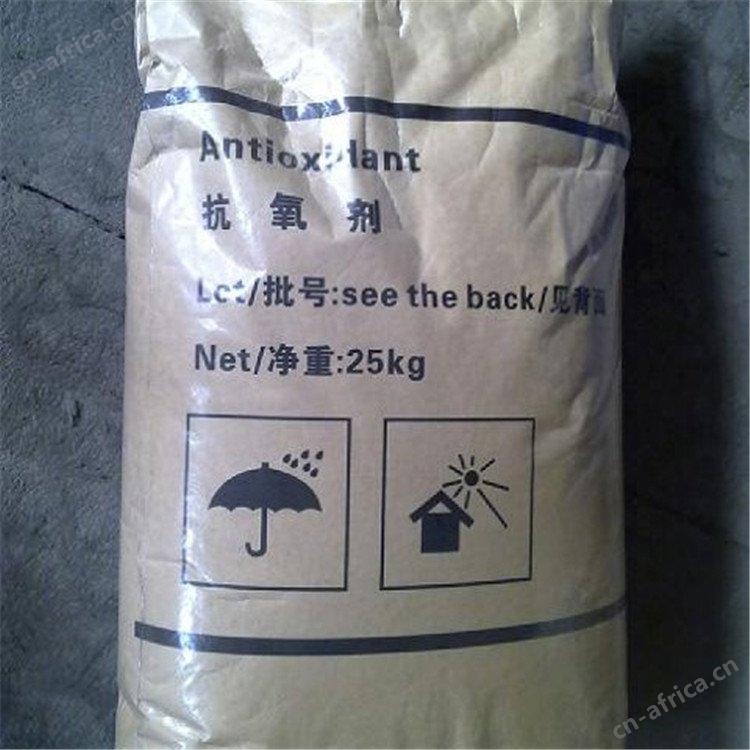 cn-africa.cn
Antioxidant
抗氧剂
Lot/批号:see the back/见背面
Net/净重:25kg
cn-africa.cn